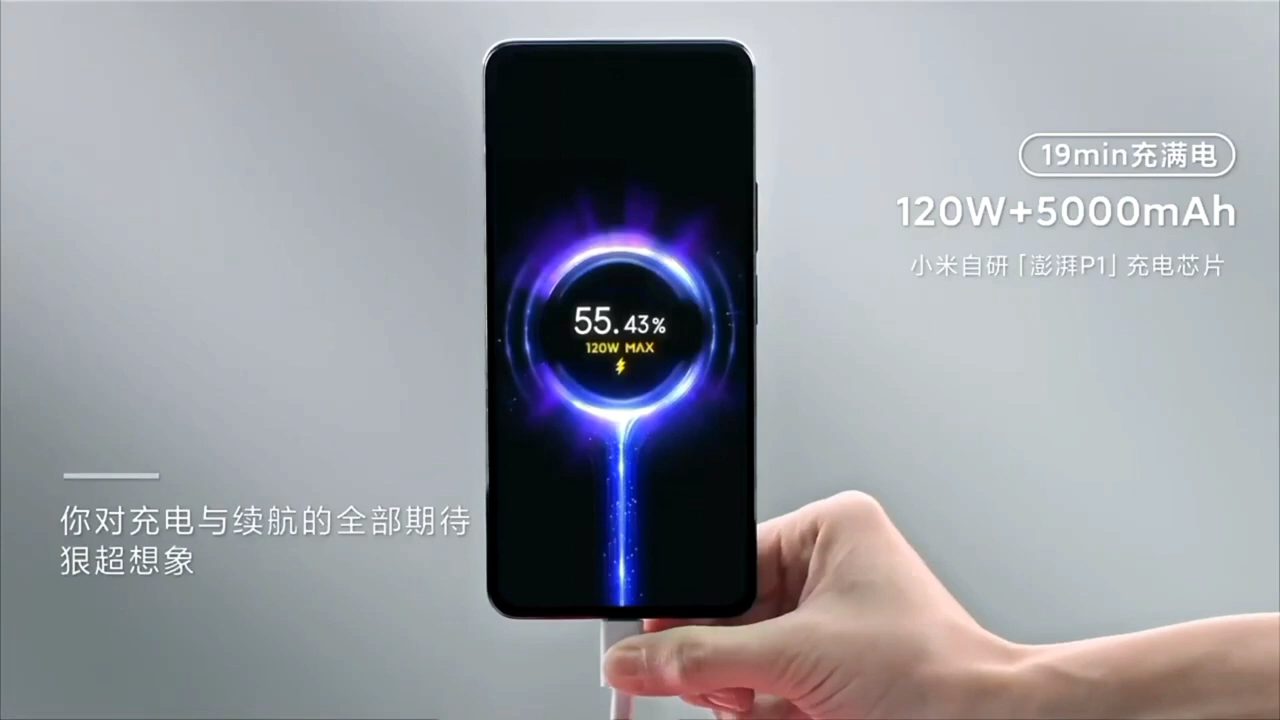 19min充满电
120W+5000mAh
小米自研「澎湃P1」充电芯片
55.43%
120W MAX
你对充电与续航的全部期待
狠超想象